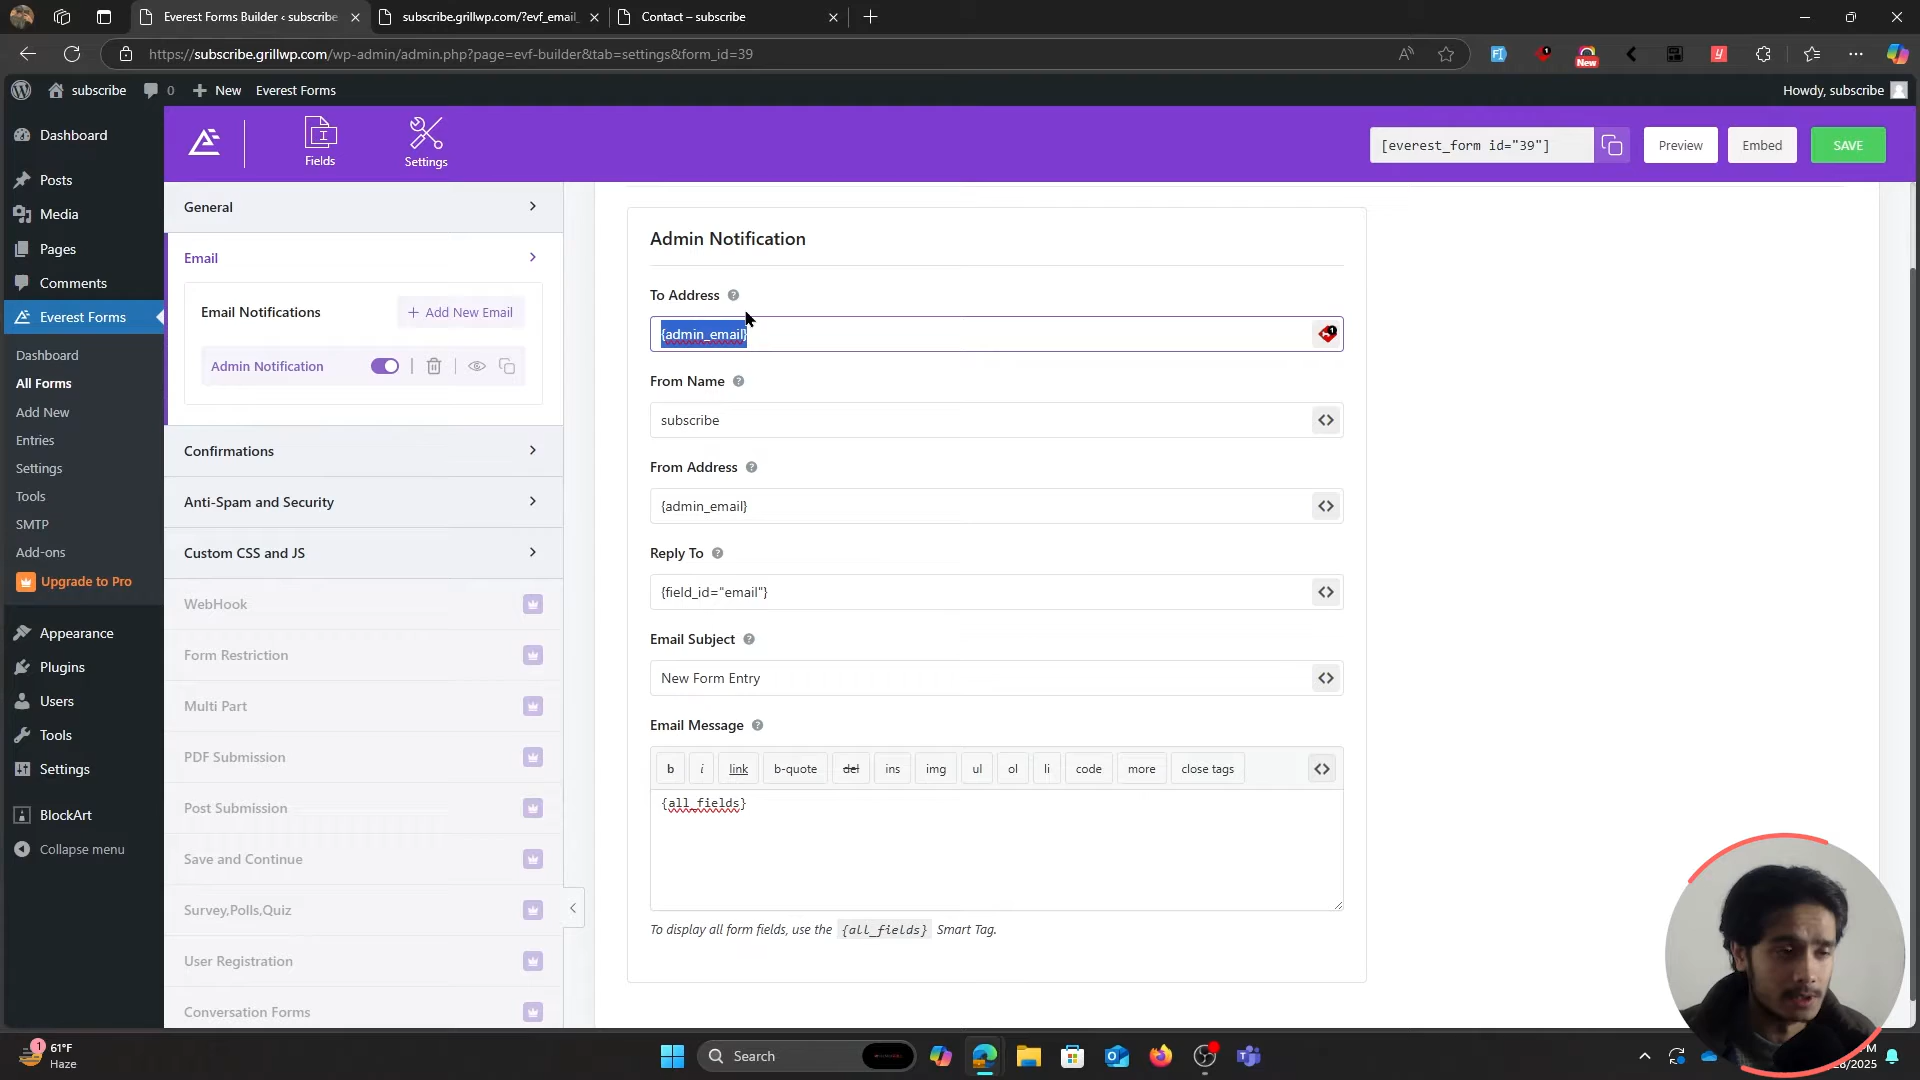 Everest Forms Builder ‹ subscribe
subscribe.grillwp.com/?evf_email_
Contact – subscribe
https://subscribe.grillwp.com/wp-admin/admin.php?page=evf-builder&tab=settings&form_id=39
New
subscribe
0
New
Everest Forms
Howdy, subscribe
Fields
Settings
[everest_form id="39"]
Preview
Embed
SAVE
Dashboard
Posts
Media
Pages
Comments
Everest Forms
Dashboard
All Forms
Add New
Entries
Settings
Tools
SMTP
Add-ons
Upgrade to Pro
Appearance
Plugins
Users
Tools
Settings
BlockArt
Collapse menu
General
Email
Email Notifications
Add New Email
Admin Notification
Confirmations
Anti-Spam and Security
Custom CSS and JS
WebHook
Form Restriction
Multi Part
PDF Submission
Post Submission
Save and Continue
Survey,Polls,Quiz
User Registration
Conversation Forms
Admin Notification
To Address
{admin_email}
From Name
subscribe
From Address
{admin_email}
Reply To
{field_id="email"}
Email Subject
New Form Entry
Email Message
b
i
link
b-quote
del
ins
img
ul
ol
li
code
more
close tags
{all_fields}
To display all form fields, use the {all_fields} Smart Tag.
1
61°F
Haze
Search